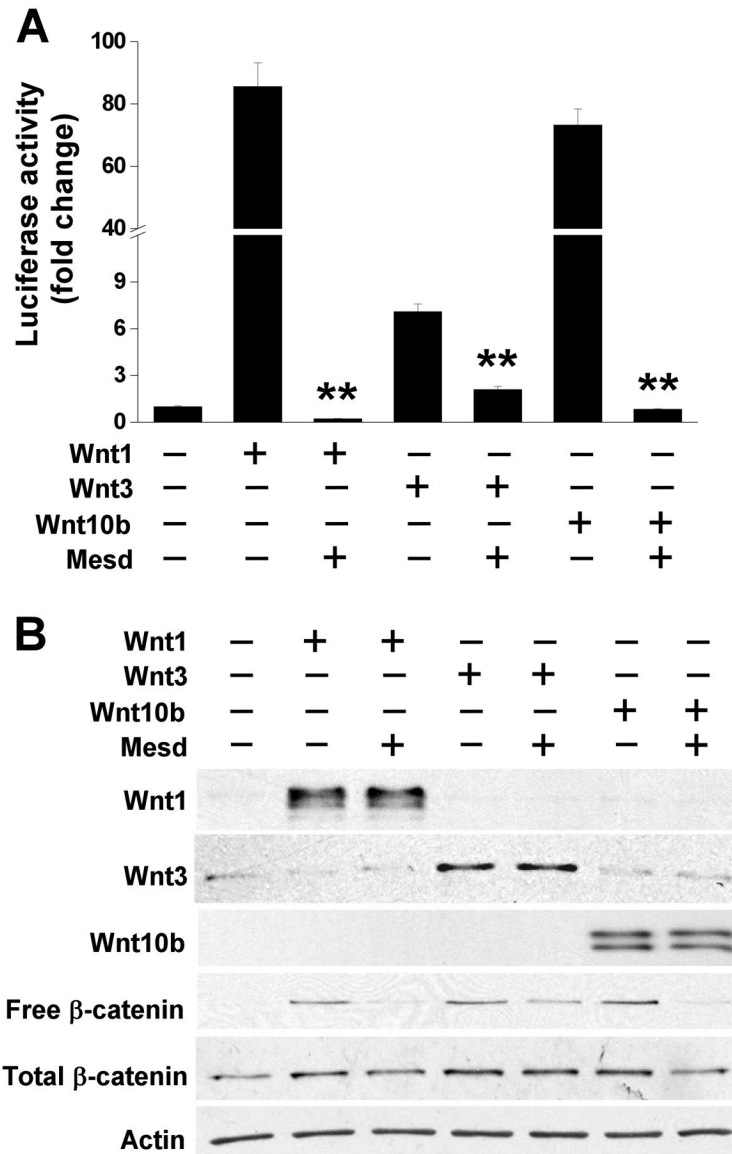 A
Luciferase activity
(fold change)
100
80
60
40
9
6
3
0
** ** **
Wnt1 – + + – – – –
Wnt3 – – – + + – –
Wnt10b – – – – – + +
Mesd – – + – + – +
B
Wnt1 – + + – – – –
Wnt3 – – – + + – –
Wnt10b – – – – – + +
Mesd – – + – + – +
Wnt1
Wnt3
Wnt10b
Free β-catenin
Total β-catenin
Actin